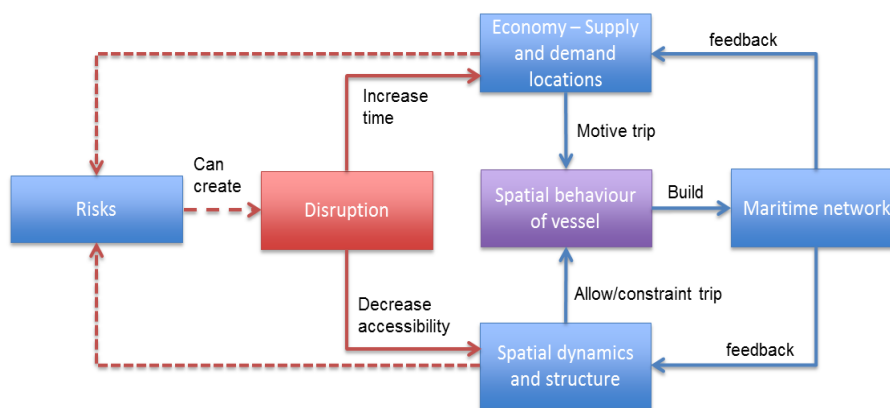 Economy – Supply
and demand
locations
feedback
Increase
time
Motive trip
Can
create
Risks
Disruption
Spatial behaviour
of vessel
Build
Maritime network
Decrease
accessibility
Allow/constraint trip
Spatial dynamics
and structure
feedback